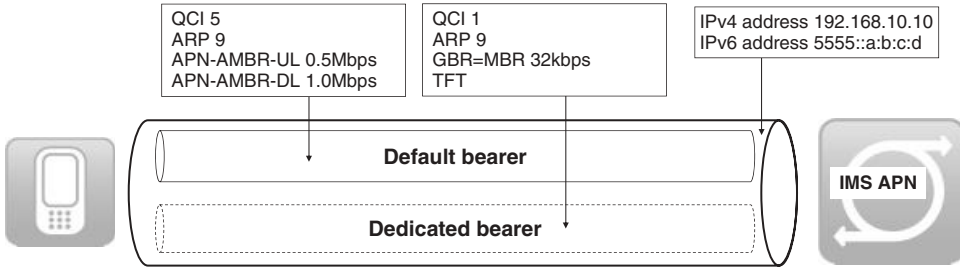 QCI 5
ARP 9
APN-AMBR-UL 0.5Mbps
APN-AMBR-DL 1.0Mbps
QCI 1
ARP 9
GBR=MBR 32kbps
TFT
IPv4 address 192.168.10.10
IPv6 address 5555::a:b:c:d
Default bearer
Dedicated bearer
IMS APN